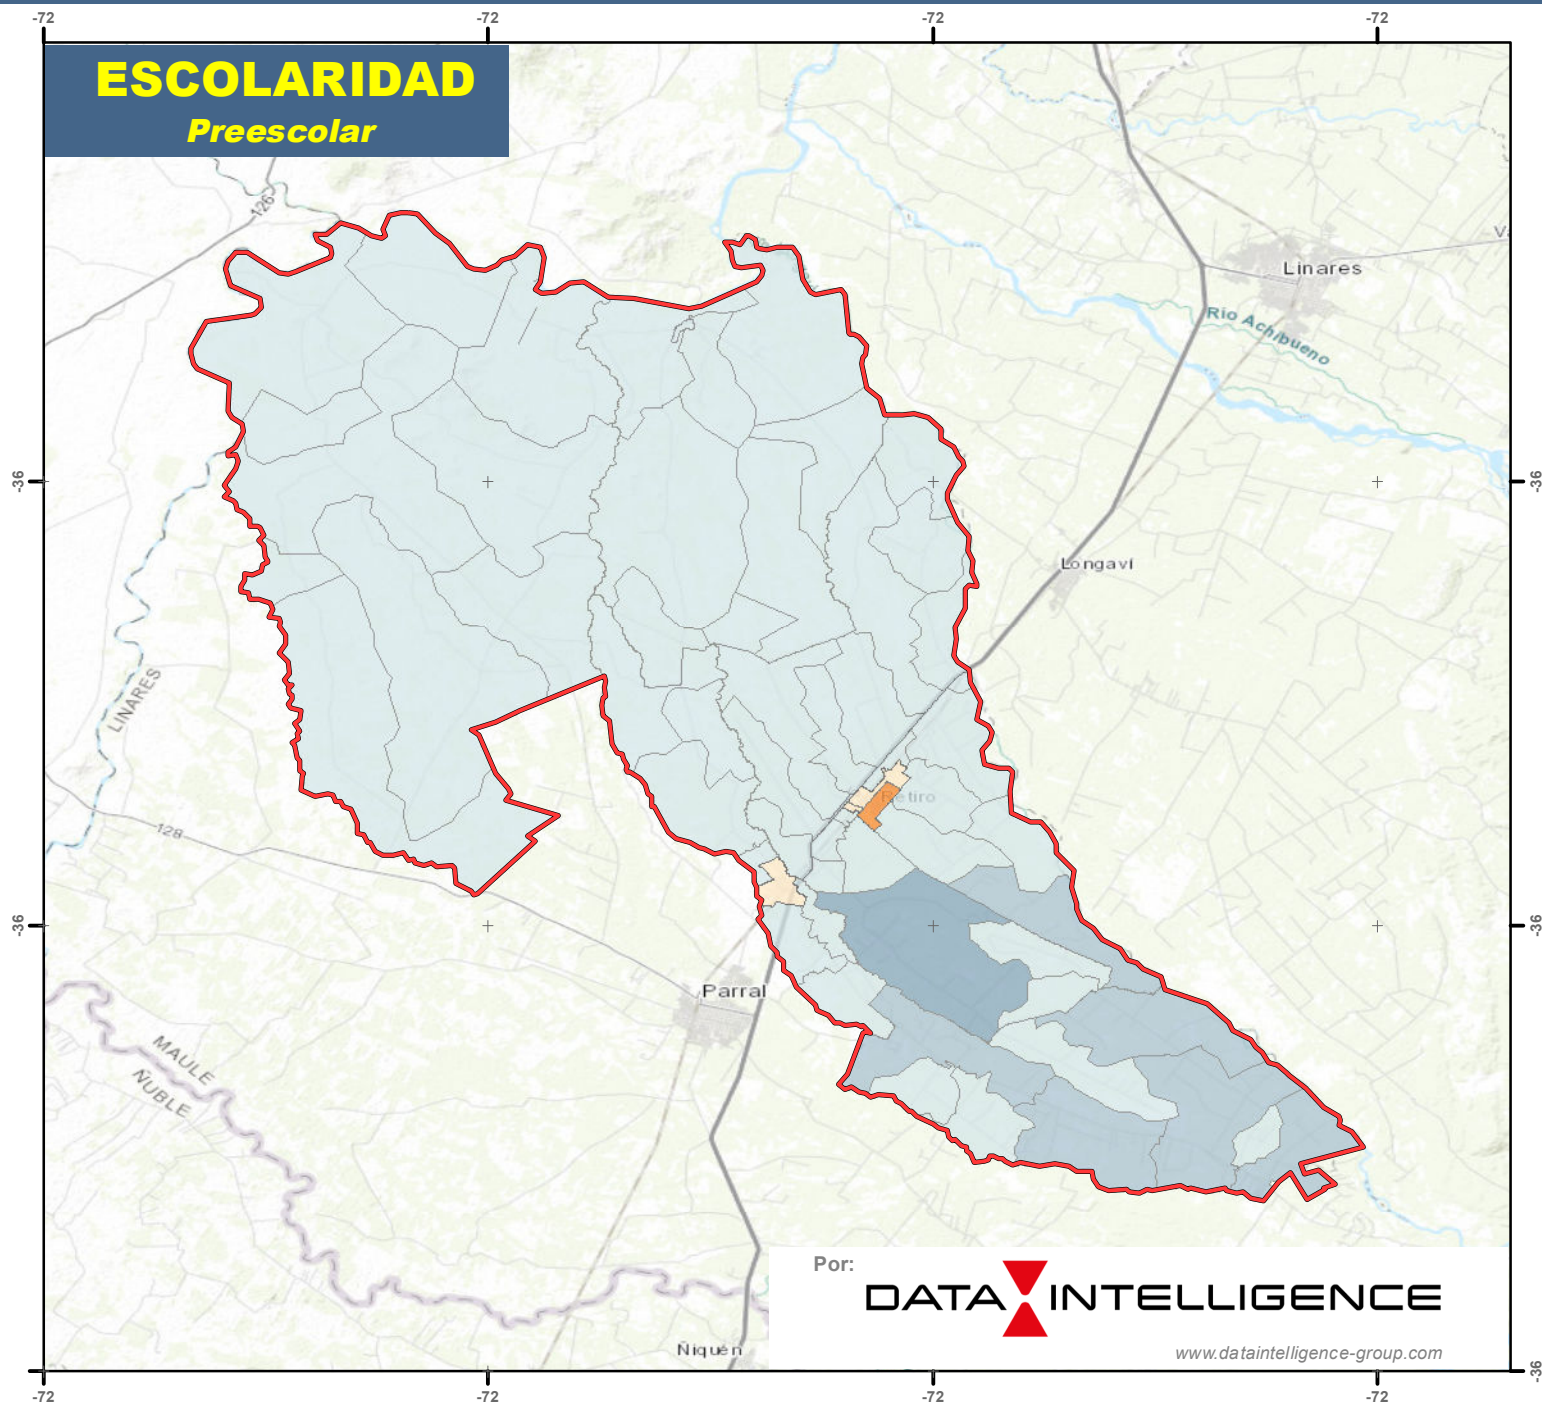 -72 -72 -72 -72
ESCOLARIDAD
Preescolar
126
Linares
Río Achibueno
-36 -36
Longaví
LINARES
Retiro
128
-36 -36
Parral
MAULE
ÑUBLE
Por:
DATA INTELLIGENCE
www.dataintelligence-group.com
Ñiquén
-36
-72 -72 -72 -72